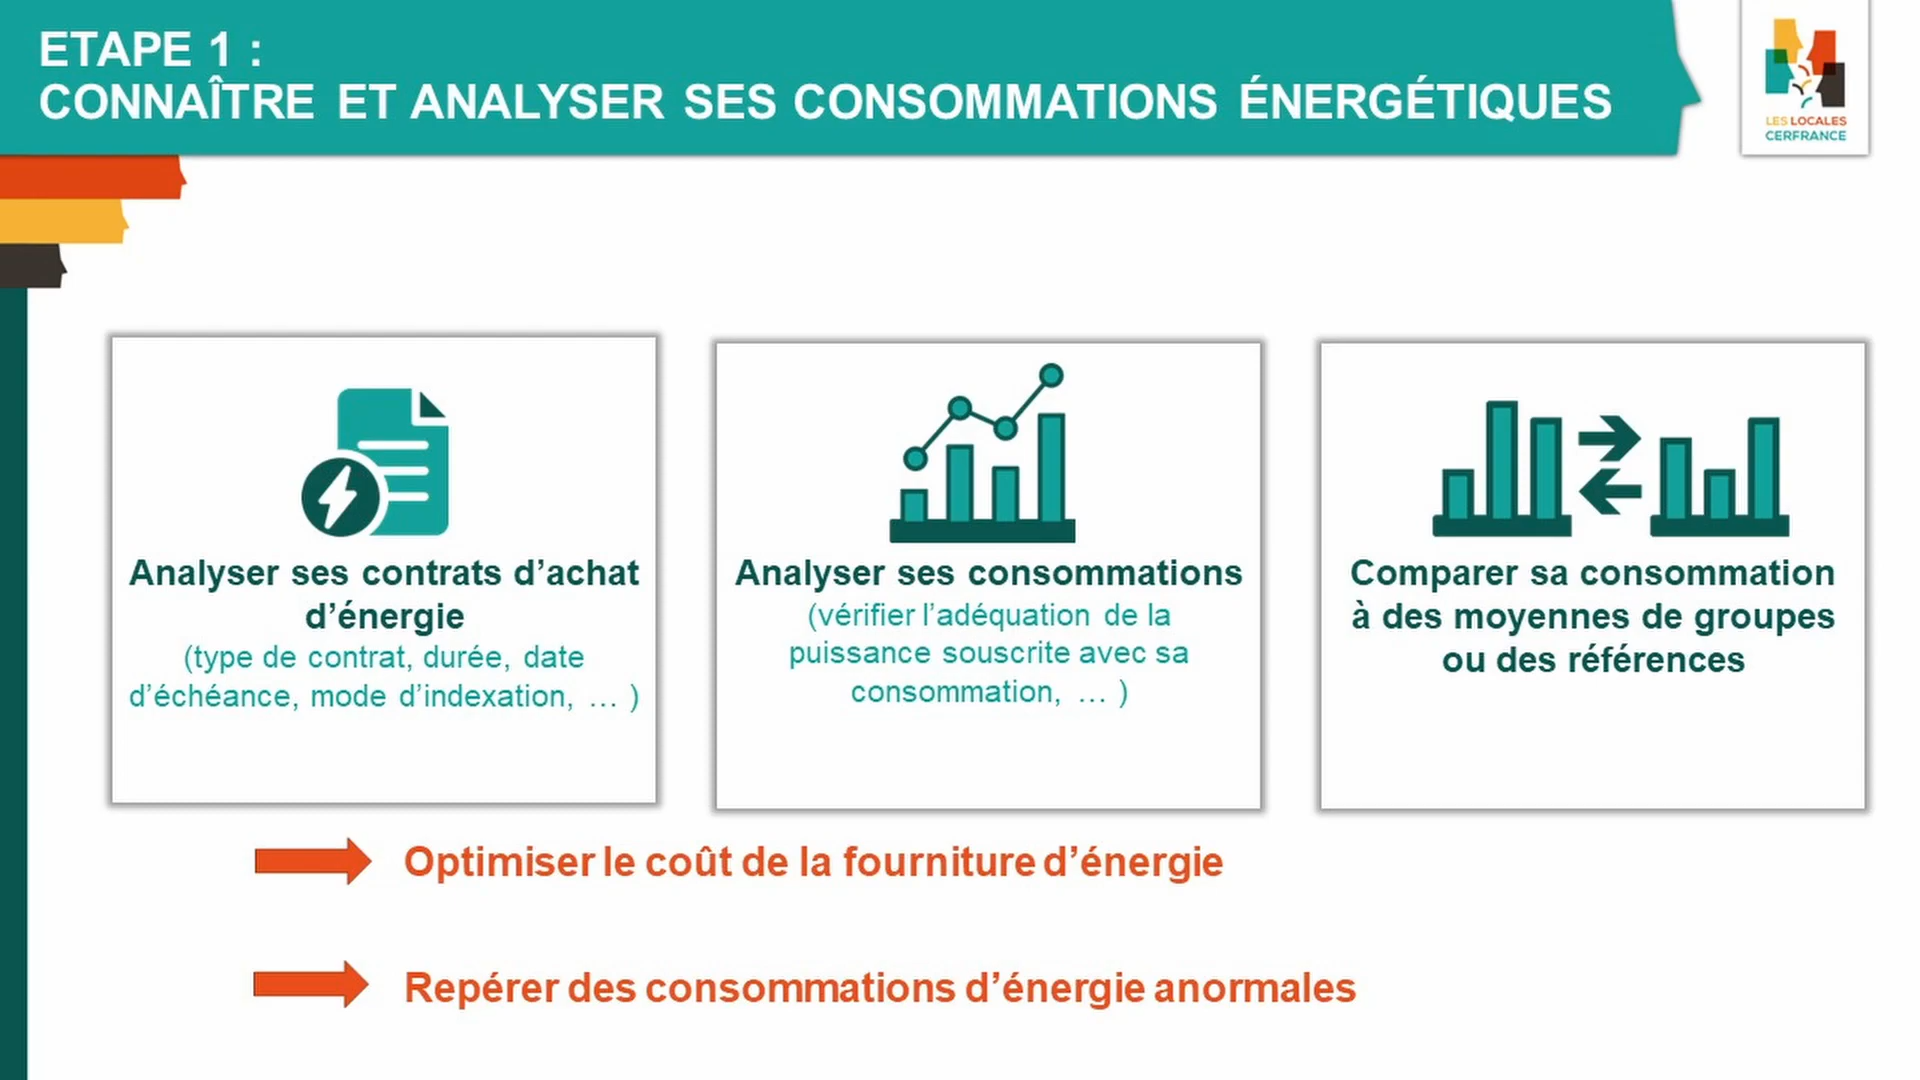 ETAPE 1 :
CONNAÎTRE ET ANALYSER SES CONSOMMATIONS ÉNERGÉTIQUES
LES LOCALES
CERFRANCE
Analyser ses contrats d’achat
d’énergie
(type de contrat, durée, date
d’échéance, mode d’indexation, … )
Analyser ses consommations
(vérifier l’adéquation de la
puissance souscrite avec sa
consommation, … )
Comparer sa consommation
à des moyennes de groupes
ou des références
Optimiser le coût de la fourniture d’énergie
Repérer des consommations d’énergie anormales